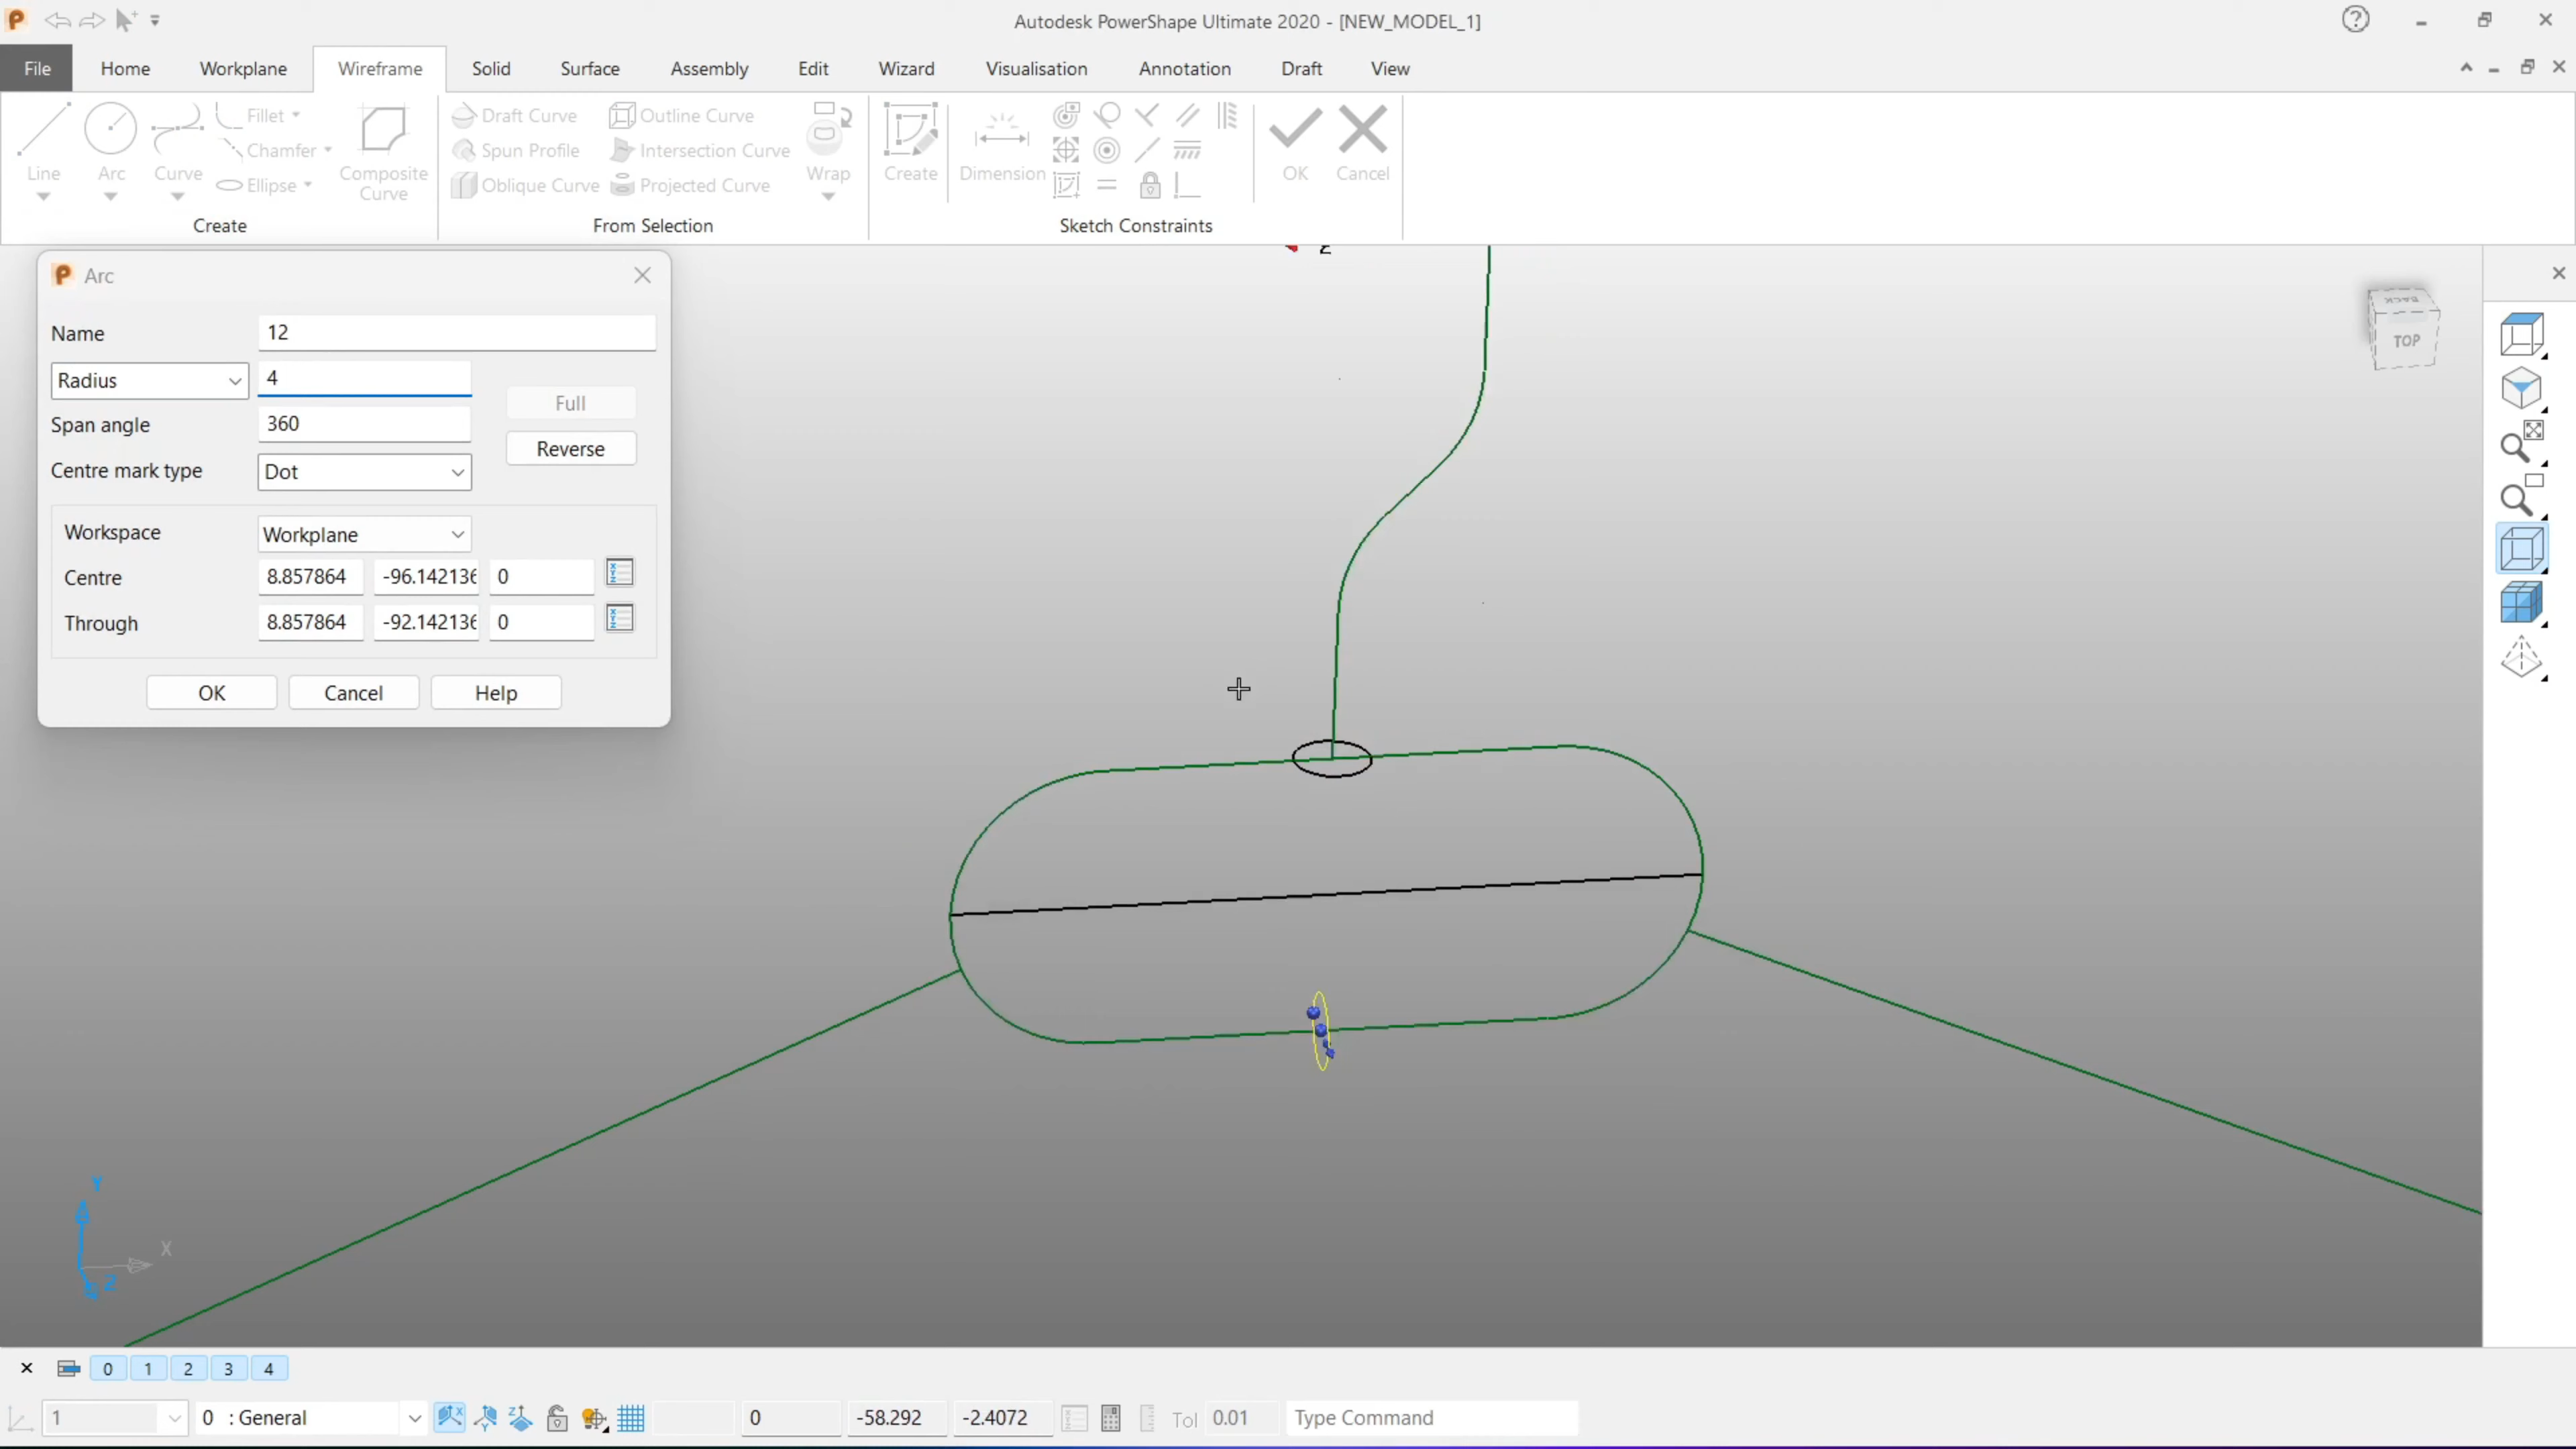 Autodesk PowerShape Ultimate 2020 - [NEW_MODEL_1]
File Home Workplane Wireframe Solid Surface Assembly Edit Wizard Visualisation Annotation Draft View
Line
Arc
Curve
Fillet
Chamfer
Ellipse
Composite
Curve
Create
Draft Curve
Spun Profile
Oblique Curve
Outline Curve
Intersection Curve
Projected Curve
Wrap
From Selection
Create
Dimension
Sketch Constraints
OK
Cancel
Arc
Name 12
Radius 4
Full
Span angle 360
Reverse
Centre mark type Dot
Workspace Workplane
Centre 8.857864 -96.142136 0
Through 8.857864 -92.142136 0
OK Cancel Help
Z
BACK
TOP
Y
X
Z
0 1 2 3 4
1 0 : General 0 -58.292 -2.4072 Tol 0.01 Type Command